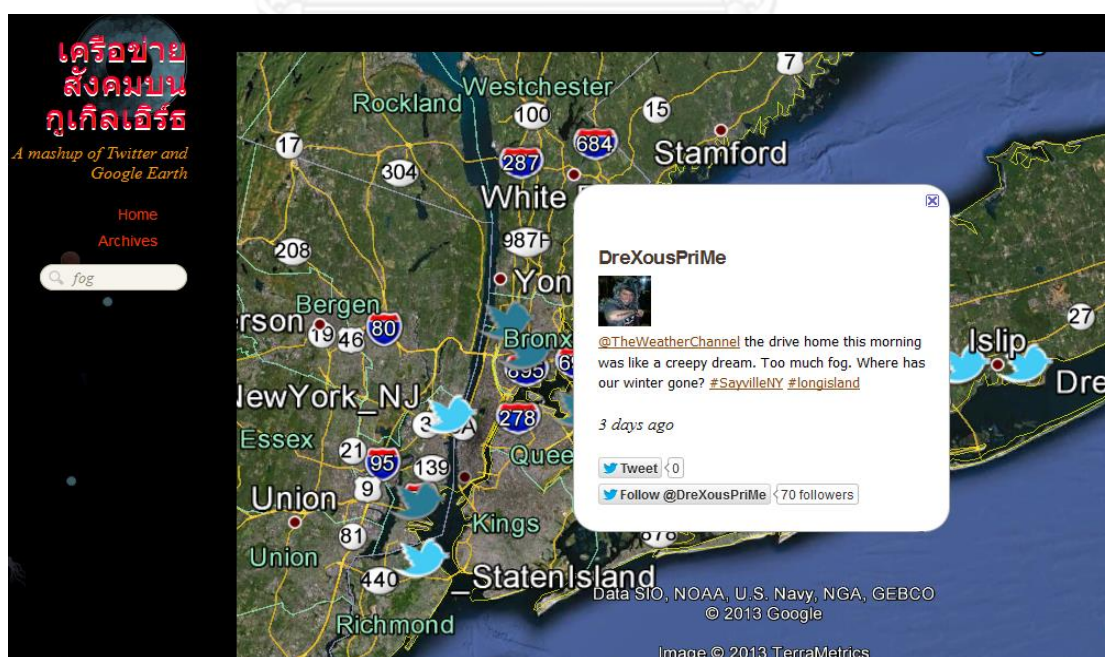 เครือข่าย
สังคมบน
กูเกิลเอิร์ธ
A mashup of Twitter and
Google Earth
Home
Archives
fog
7
Westchester
Rockland
100
15
684
17
287
Stamford
304
White
987P
208
Yon
Bergen
27
rson
19
46
80
Bronx
Islip
895
Dre
ewYork_NJ
278
Essex
21
Quee
95
139
9
Union
Kings
81
Union
878
440
_StatenIsland
Richmond
DreXousPriMe
@TheWeatherChannel the drive home this morning
was like a creepy dream. Too much fog. Where has
our winter gone? #SayvilleNY #longisland
3 days ago
Tweet 0
Follow @DreXousPriMe 70 followers
Data SIO, NOAA, U.S. Navy, NGA, GEBCO
© 2013 Google
Image © 2013 TerraMetrics